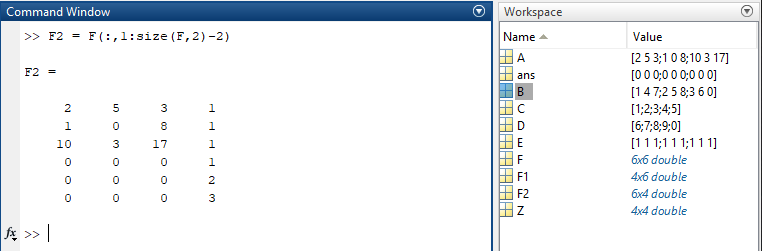 Command Window
>> F2 = F(:,1:size(F,2)-2)
F2 =
2 5 3 1
1 0 8 1
10 3 17 1
0 0 0 1
0 0 0 2
0 0 0 3
fx >>
Workspace
Name Value
A [2 5 3;1 0 8;10 3 17]
ans [0 0 0;0 0 0;0 0 0]
B [1 4 7;2 5 8;3 6 0]
C [1;2;3;4;5]
D [6;7;8;9;0]
E [1 1 1;1 1 1;1 1 1]
F 6x6 double
F1 4x6 double
F2 6x4 double
Z 4x4 double